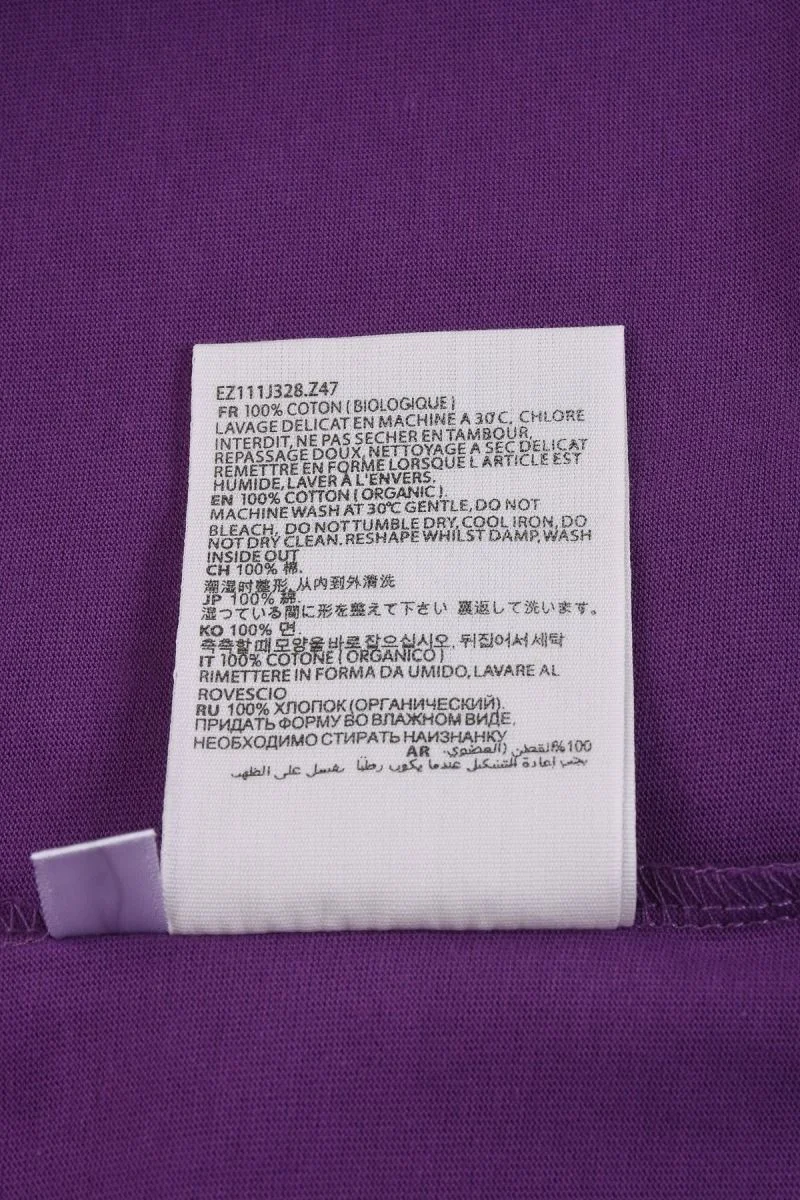 EZ111J328.Z47
FR 100% COTON ( BIOLOGIQUE )
LAVAGE DELICAT EN MACHINE A 30˚C, CHLORE
INTERDIT, NE PAS SECHER EN TAMBOUR,
REPASSAGE DOUX, NETTOYAGE A SEC DELICAT
REMETTRE EN FORME LORSQUE L ARTICLE EST
HUMIDE, LAVER À L'ENVERS.
EN 100% COTTON ( ORGANIC ).
MACHINE WASH AT 30℃ GENTLE, DO NOT
BLEACH, DO NOT TUMBLE DRY, COOL IRON, DO
NOT DRY CLEAN. RESHAPE WHILST DAMP, WASH
INSIDE OUT
CH 100% 棉.
潮湿时整形, 从内到外清洗
JP 100% 綿.
湿っている間に形を整えて下さい 裏返して洗います。
KO 100% 면.
축축할 때 모양을 바로 잡으십시오, 뒤집어서 세탁
IT 100% COTONE ( ORGANICO )
RIMETTERE IN FORMA DA UMIDO, LAVARE AL
ROVESCIO
RU 100% ХЛОПОК (ОРГАНИЧЕСКИЙ).
ПРИДАТЬ ФОРМУ ВО ВЛАЖНОМ ВИДЕ,
НЕОБХОДИМО СТИРАТЬ НАИЗНАНКУ
AR 100% القطن (العضوي.
يجب إعادة التشكيل عندما يكون رطبًا يغسل على الظهر